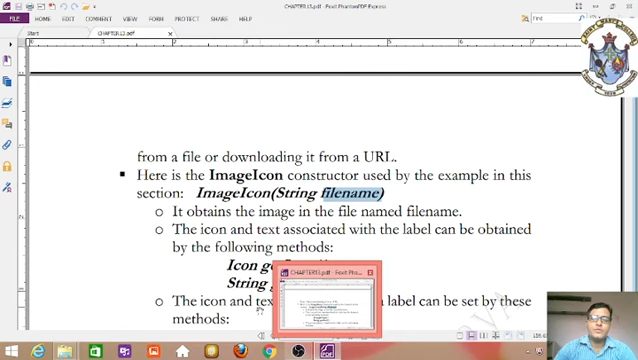 CHAPTER13.pdf - Foxit PhantomPDF Express
FILE HOME EDIT COMMENT VIEW FORM PROTECT SHARE HELP
Find
Start CHAPTER13.pdf
from a file or downloading it from a URL.
▪ Here is the ImageIcon constructor used by the example in this
section: ImageIcon(String filename)
o It obtains the image in the file named filename.
o The icon and text associated with the label can be obtained
by the following methods:
Icon
String
CHAPTER13.pdf - Foxit Phan...
o The icon and text a label can be set by these
methods: